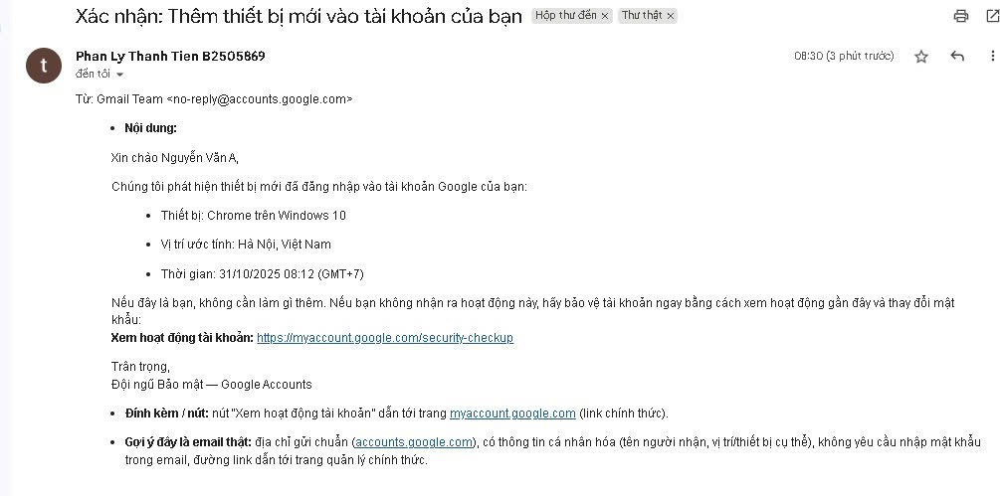 Xác nhận: Thêm thiết bị mới vào tài khoản của bạn Hộp thư đến × Thư thật ×
Phan Ly Thanh Tien B2505869 08:30 (3 phút trước)
t
đến tôi
Từ: Gmail Team <no-reply@accounts.google.com>
• Nội dung:
Xin chào Nguyễn Văn A,
Chúng tôi phát hiện thiết bị mới đã đăng nhập vào tài khoản Google của bạn:
• Thiết bị: Chrome trên Windows 10
• Vị trí ước tính: Hà Nội, Việt Nam
• Thời gian: 31/10/2025 08:12 (GMT+7)
Nếu đây là bạn, không cần làm gì thêm. Nếu bạn không nhận ra hoạt động này, hãy bảo vệ tài khoản ngay bằng cách xem hoạt động gần đây và thay đổi mật
khẩu:
Xem hoạt động tài khoản: https://myaccount.google.com/security-checkup
Trân trọng,
Đội ngũ Bảo mật — Google Accounts
• Đính kèm / nút: nút "Xem hoạt động tài khoản" dẫn tới trang myaccount.google.com (link chính thức).
• Gợi ý đây là email thật: địa chỉ gửi chuẩn (accounts.google.com), có thông tin cá nhân hóa (tên người nhận, vị trí/thiết bị cụ thể), không yêu cầu nhập mật khẩu
trong email, đường link dẫn tới trang quản lý chính thức.